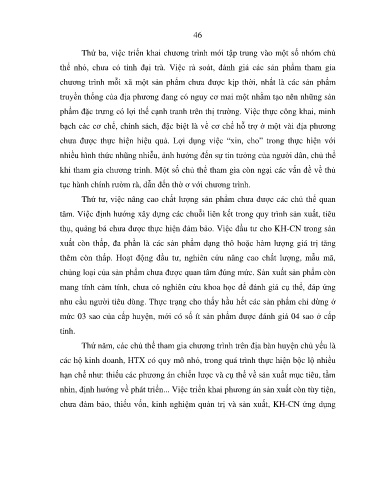 46
Thứ ba, việc triển khai chương trình mới tập trung vào một số nhóm chủ
thể nhỏ, chưa có tính đại trà. Việc rà soát, đánh giá các sản phẩm tham gia
chương trình mỗi xã một sản phẩm chưa được kịp thời, nhất là các sản phẩm
truyền thống của địa phương đang có nguy cơ mai một nhằm tạo nên những sản
phẩm đặc trưng có lợi thế cạnh tranh trên thị trường. Việc thực công khai, minh
bạch các cơ chế, chính sách, đặc biệt là về cơ chế hỗ trợ ở một vài địa phương
chưa được thực hiện hiệu quả. Lợi dụng việc “xin, cho” trong thực hiện với
nhiều hình thức nhũng nhiễu, ảnh hưởng đến sự tin tưởng của người dân, chủ thể
khi tham gia chương trình. Một số chủ thể tham gia còn ngại các vấn đề về thủ
tục hành chính rườm rà, dẫn đến thờ ơ với chương trình.
Thứ tư, việc nâng cao chất lượng sản phẩm chưa được các chủ thể quan
tâm. Việc định hướng xây dựng các chuỗi liên kết trong quy trình sản xuất, tiêu
thụ, quảng bá chưa được thực hiện đảm bảo. Việc đầu tư cho KH-CN trong sản
xuất còn thấp, đa phần là các sản phẩm dạng thô hoặc hàm lượng giá trị tăng
thêm còn thấp. Hoạt động đầu tư, nghiên cứu nâng cao chất lượng, mẫu mã,
chủng loại của sản phẩm chưa được quan tâm đúng mức. Sản xuất sản phẩm còn
mang tính cảm tính, chưa có nghiên cứu khoa học để đánh giá cụ thể, đáp ứng
nhu cầu người tiêu dùng. Thực trạng cho thấy hầu hết các sản phẩm chỉ dừng ở
mức 03 sao của cấp huyện, mới có số ít sản phẩm được đánh giá 04 sao ở cấp
tỉnh.
Thứ năm, các chủ thể tham gia chương trình trên địa bàn huyện chủ yếu là
các hộ kinh doanh, HTX có quy mô nhỏ, trong quá trình thực hiện bộc lộ nhiều
hạn chế như: thiếu các phương án chiến lược và cụ thể về sản xuất mục tiêu, tầm
nhìn, định hướng về phát triển... Việc triển khai phương án sản xuất còn tùy tiện,
chưa đảm bảo, thiếu vốn, kinh nghiệm quản trị và sản xuất, KH-CN ứng dụng